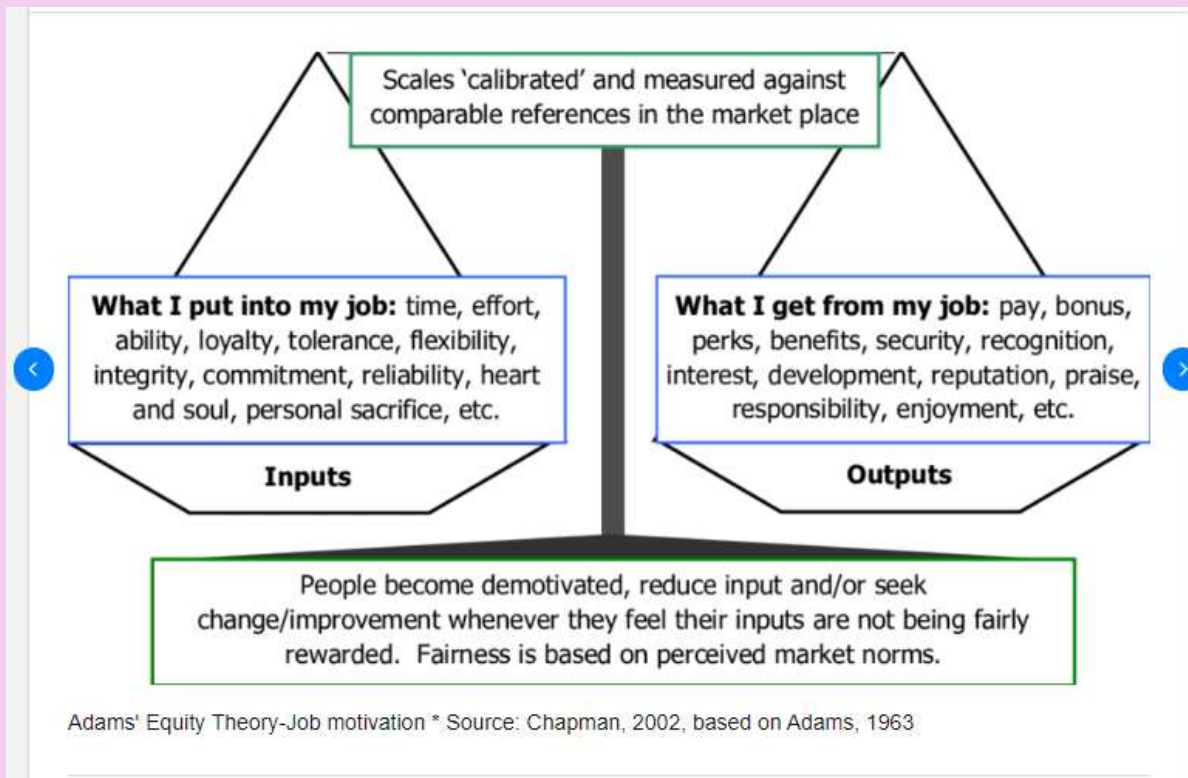 Scales ‘calibrated’ and measured against
comparable references in the market place
What I put into my job: time, effort,
ability, loyalty, tolerance, flexibility,
integrity, commitment, reliability, heart
and soul, personal sacrifice, etc.
Inputs
What I get from my job: pay, bonus,
perks, benefits, security, recognition,
interest, development, reputation, praise,
responsibility, enjoyment, etc.
Outputs
People become demotivated, reduce input and/or seek
change/improvement whenever they feel their inputs are not being fairly
rewarded.  Fairness is based on perceived market norms.
Adams' Equity Theory-Job motivation * Source: Chapman, 2002, based on Adams, 1963